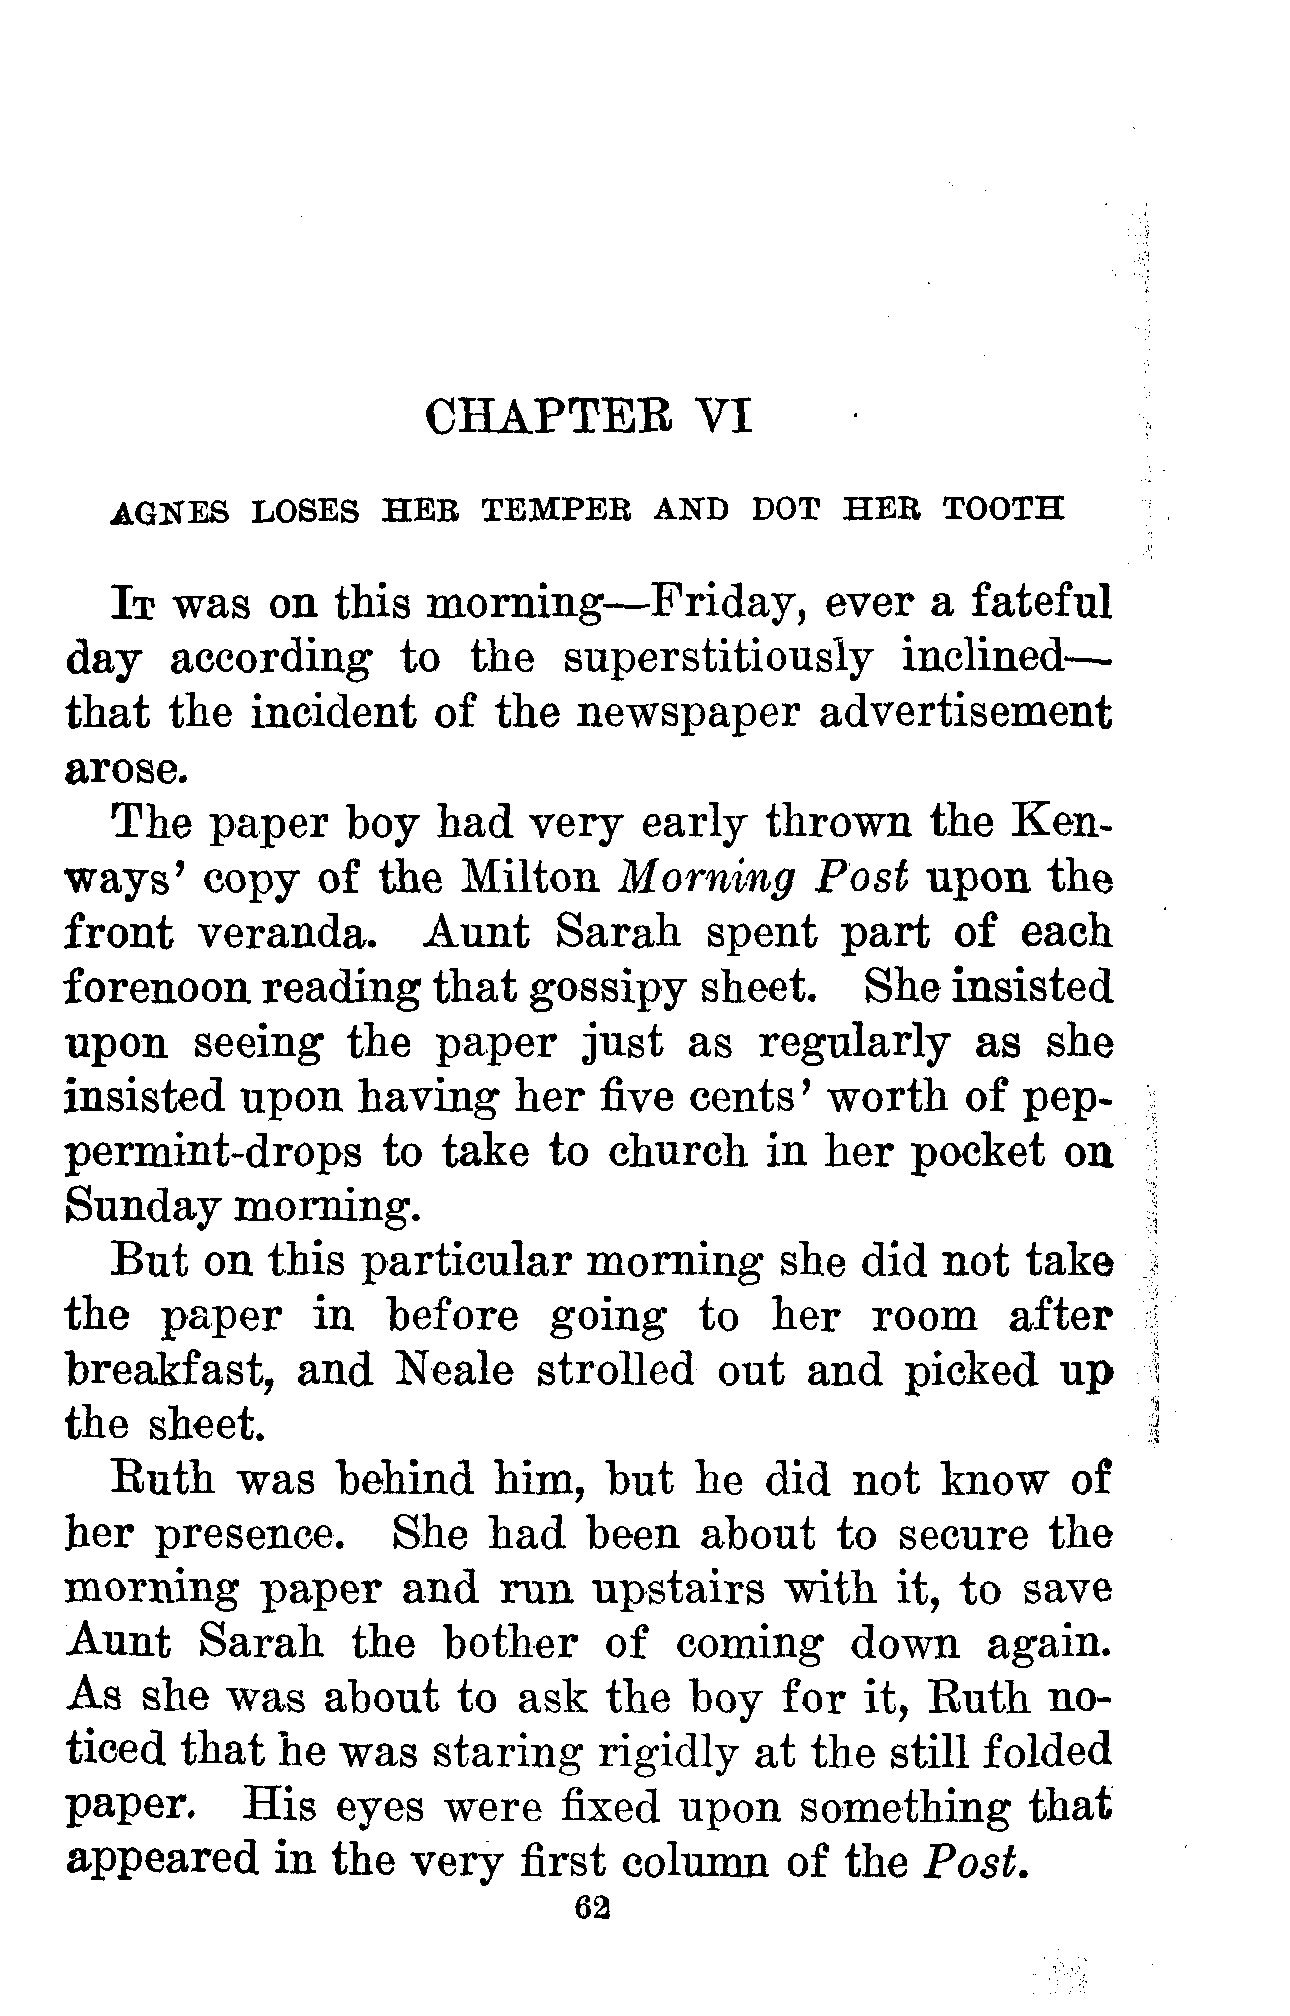 CHAPTER VI
AGNES LOSES HER TEMPER AND DOT HER TOOTH
IT was on this morning—Friday, ever a fateful
day according to the superstitiously inclined—
that the incident of the newspaper advertisement
arose.
The paper boy had very early thrown the Ken-
ways' copy of the Milton Morning Post upon the
front veranda. Aunt Sarah spent part of each
forenoon reading that gossipy sheet. She insisted
upon seeing the paper just as regularly as she
insisted upon having her five cents' worth of pep-
permint-drops to take to church in her pocket on
Sunday morning.
But on this particular morning she did not take
the paper in before going to her room after
breakfast, and Neale strolled out and picked up
the sheet.
Ruth was behind him, but he did not know of
her presence. She had been about to secure the
morning paper and run upstairs with it, to save
Aunt Sarah the bother of coming down again.
As she was about to ask the boy for it, Ruth no-
ticed that he was staring rigidly at the still folded
paper. His eyes were fixed upon something that
appeared in the very first column of the Post.
62